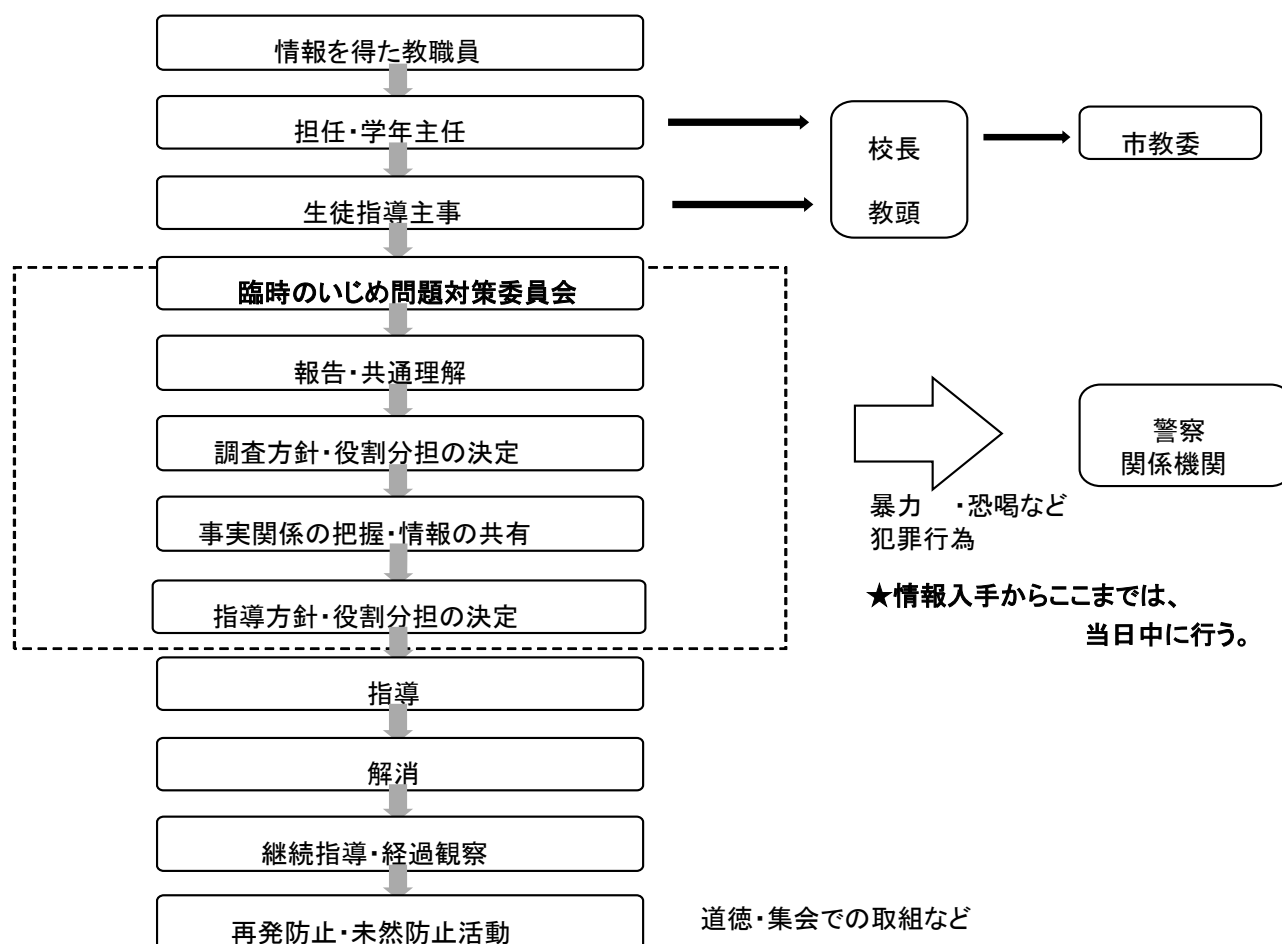 情報を得た教職員
担任・学年主任
校長
市教委
生徒指導主事
教頭
臨時のいじめ問題対策委員会
報告・共通理解
調査方針・役割分担の決定
警察
関係機関
事実関係の把握・情報の共有
暴力　・恐喝など
犯罪行為
指導方針・役割分担の決定
★情報入手からここまでは、
当日中に行う。
指導
解消
継続指導・経過観察
再発防止・未然防止活動
道徳・集会での取組など